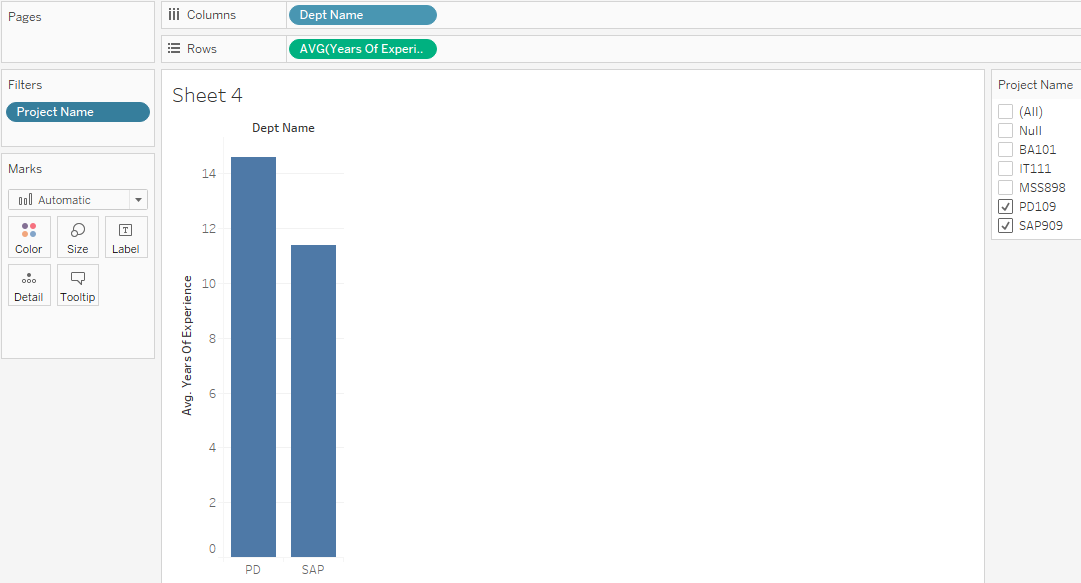 Pages
Columns
Dept Name
Rows
AVG(Years Of Experi..
Filters
Project Name
Marks
Automatic
Color
Size
Label
Detail
Tooltip
Sheet 4
Dept Name
Avg. Years Of Experience
14
12
10
8
6
4
2
0
PD
SAP
Project Name
(All)
Null
BA101
IT111
MSS898
PD109
SAP909